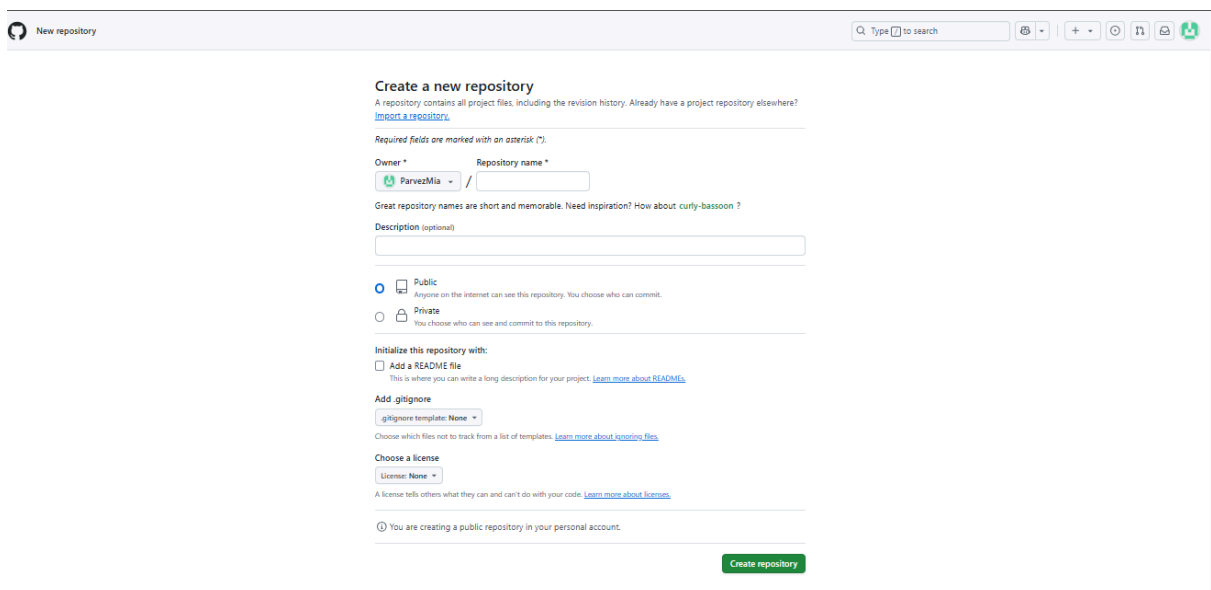 New repository
Type / to search
Create a new repository
A repository contains all project files, including the revision history. Already have a project repository elsewhere?
Import a repository.
Required fields are marked with an asterisk (*).
Owner * Repository name *
ParvezMia /
Great repository names are short and memorable. Need inspiration? How about curly-bassoon ?
Description (optional)
Public
Anyone on the internet can see this repository. You choose who can commit.
Private
You choose who can see and commit to this repository.
Initialize this repository with:
Add a README file
This is where you can write a long description for your project. Learn more about READMEs.
Add .gitignore
.gitignore template: None
Choose which files not to track from a list of templates. Learn more about ignoring files.
Choose a license
License: None
A license tells others what they can and can't do with your code. Learn more about licenses.
You are creating a public repository in your personal account.
Create repository